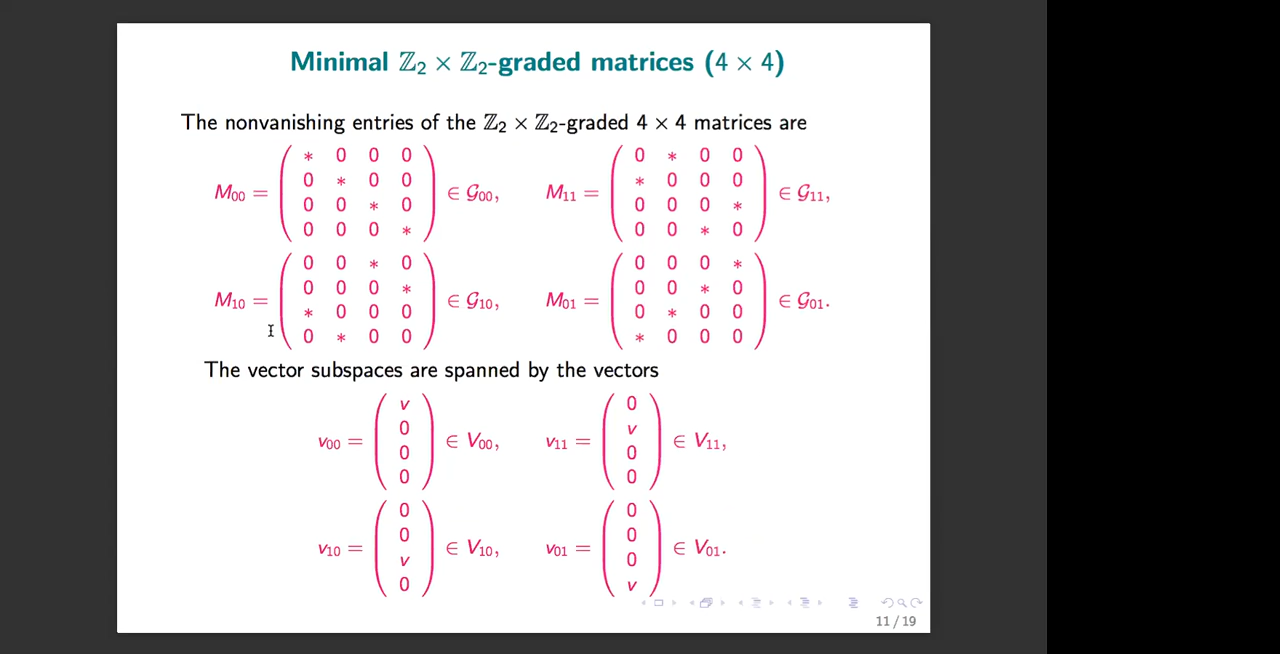 Minimal ℤ₂ × ℤ₂-graded matrices (4 × 4)
The nonvanishing entries of the ℤ₂ × ℤ₂-graded 4 × 4 matrices are
M₀₀ = ( * 0 0 0 ; 0 * 0 0 ; 0 0 * 0 ; 0 0 0 * ) ∈ 𝒢₀₀, M₁₁ = ( 0 * 0 0 ; * 0 0 0 ; 0 0 0 * ; 0 0 * 0 ) ∈ 𝒢₁₁,
M₁₀ = ( 0 0 * 0 ; 0 0 0 * ; * 0 0 0 ; 0 * 0 0 ) ∈ 𝒢₁₀, M₀₁ = ( 0 0 0 * ; 0 0 * 0 ; 0 * 0 0 ; * 0 0 0 ) ∈ 𝒢₀₁.
The vector subspaces are spanned by the vectors
v₀₀ = ( v ; 0 ; 0 ; 0 ) ∈ V₀₀, v₁₁ = ( 0 ; v ; 0 ; 0 ) ∈ V₁₁,
v₁₀ = ( 0 ; 0 ; v ; 0 ) ∈ V₁₀, v₀₁ = ( 0 ; 0 ; 0 ; v ) ∈ V₀₁.
11 / 19